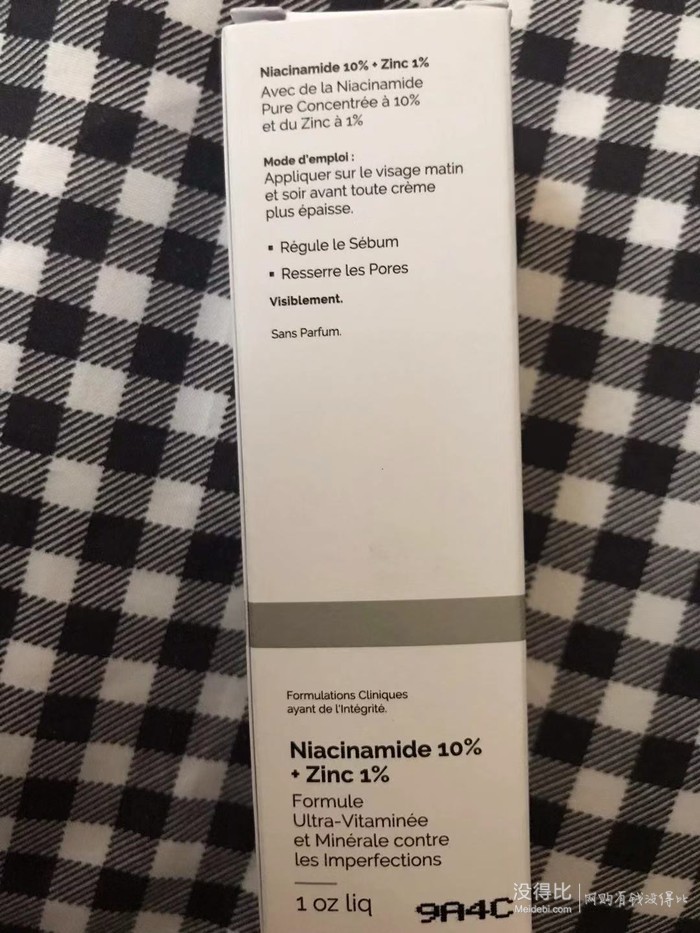 Niacinamide 10% + Zinc 1%
Avec de la Niacinamide
Pure Concentrée à 10%
et du Zinc à 1%
Mode d'emploi :
Appliquer sur le visage matin
et soir avant toute crème
plus épaisse.
▪ Régule le Sébum
▪ Resserre les Pores
Visiblement.
Sans Parfum.
Formulations Cliniques
ayant de l'Intégrité.
Niacinamide 10%
+ Zinc 1%
Formule
Ultra-Vitaminée
et Minérale contre
les Imperfections
1 oz liq
9A4C
没得比
Meidebi.com
阿购有钱没得比